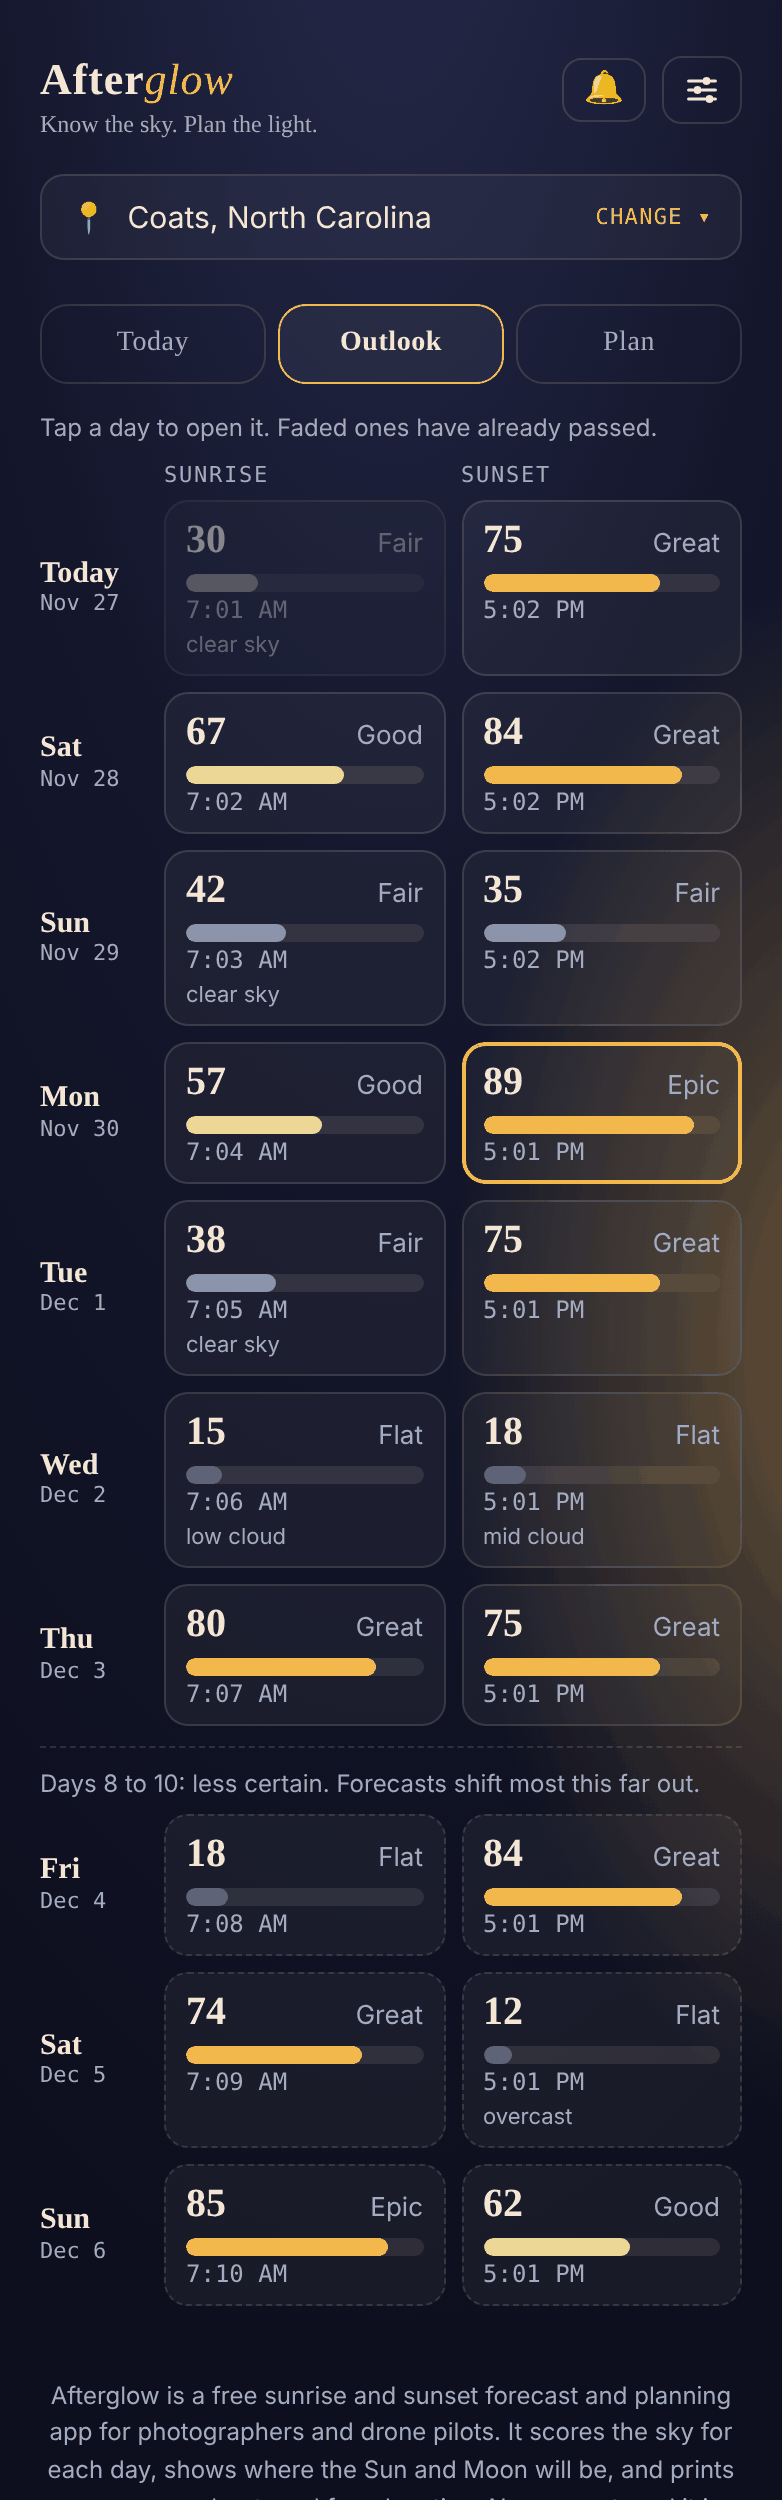 Afterglow
Know the sky. Plan the light.
Coats, North Carolina CHANGE ▾
Today Outlook Plan
Tap a day to open it. Faded ones have already passed.
SUNRISE SUNSET
Today
Nov 27
30 Fair
7:01 AM
clear sky
75 Great
5:02 PM
Sat
Nov 28
67 Good
7:02 AM
84 Great
5:02 PM
Sun
Nov 29
42 Fair
7:03 AM
clear sky
35 Fair
5:02 PM
Mon
Nov 30
57 Good
7:04 AM
89 Epic
5:01 PM
Tue
Dec 1
38 Fair
7:05 AM
clear sky
75 Great
5:01 PM
Wed
Dec 2
15 Flat
7:06 AM
low cloud
18 Flat
5:01 PM
mid cloud
Thu
Dec 3
80 Great
7:07 AM
75 Great
5:01 PM
Days 8 to 10: less certain. Forecasts shift most this far out.
Fri
Dec 4
18 Flat
7:08 AM
84 Great
5:01 PM
Sat
Dec 5
74 Great
7:09 AM
12 Flat
5:01 PM
overcast
Sun
Dec 6
85 Epic
7:10 AM
62 Good
5:01 PM
Afterglow is a free sunrise and sunset forecast and planning
app for photographers and drone pilots. It scores the sky for
each day, shows where the Sun and Moon will be, and prints